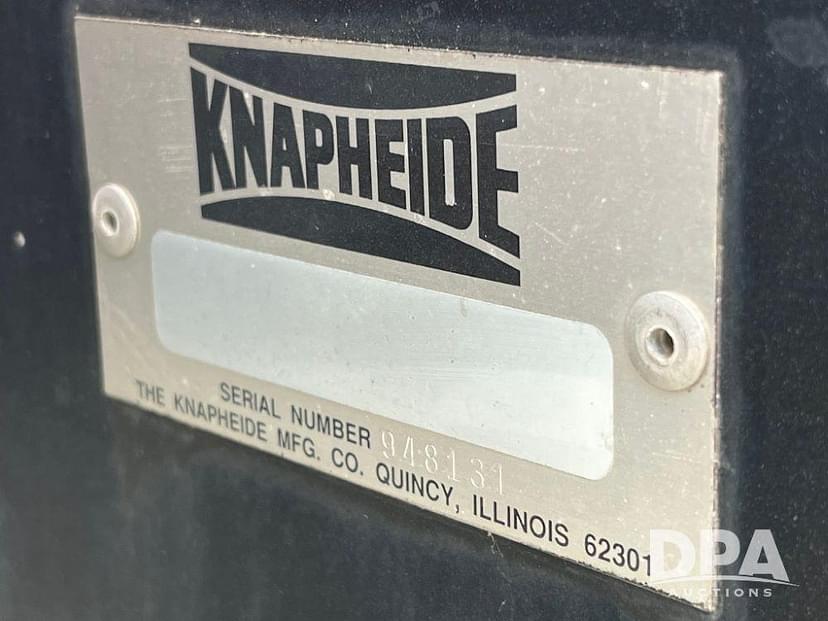 KNAPHEIDE
SERIAL NUMBER 948131
THE KNAPHEIDE MFG. CO. QUINCY, ILLINOIS 62301
DPA
AUCTIONS